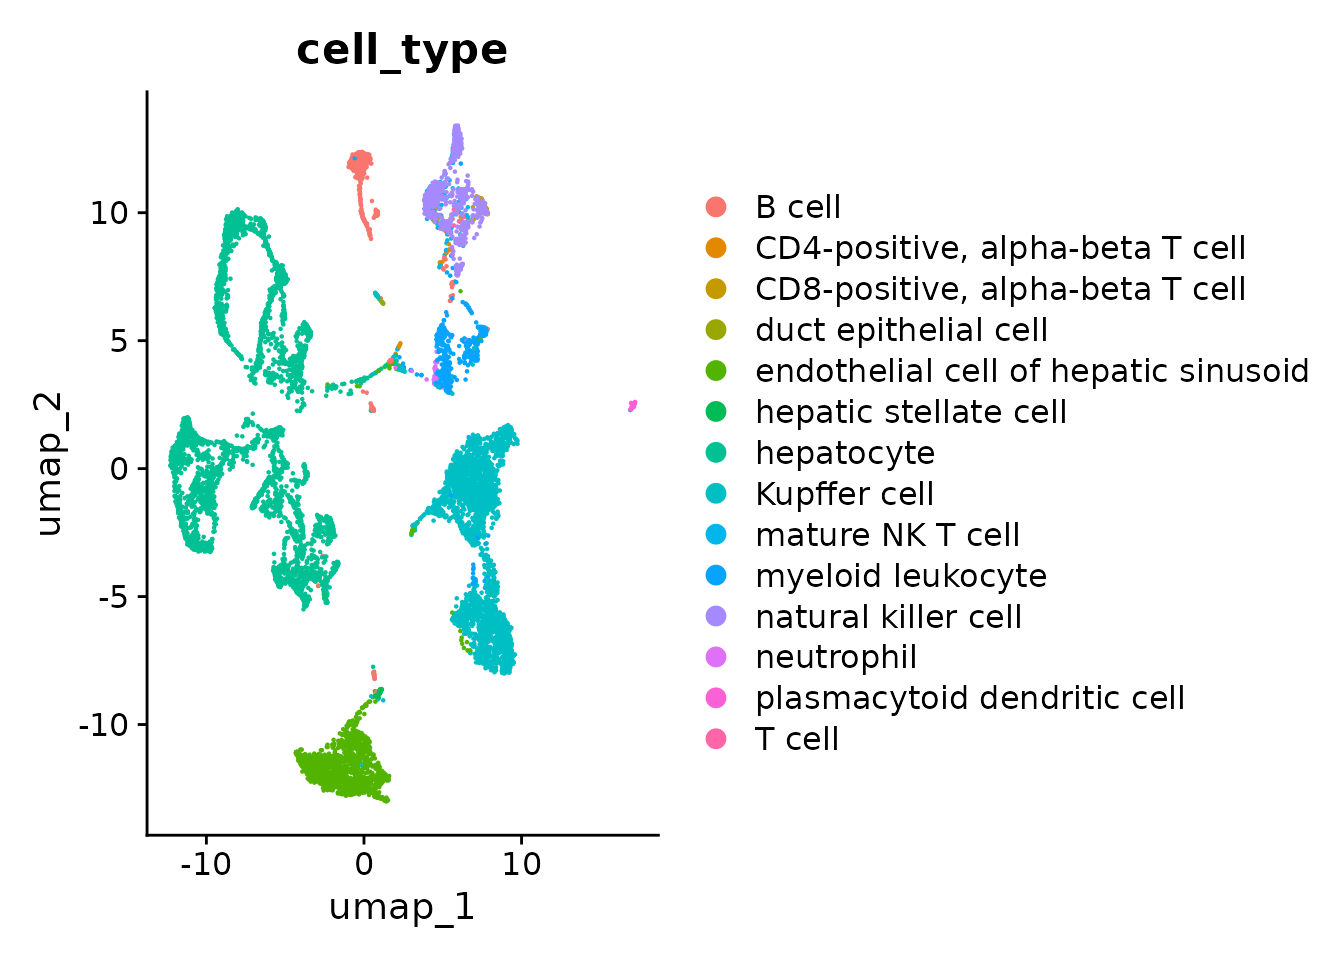 cell_type
10
5
0
-5
-10
umap_2
-10
0
10
umap_1
B cell
CD4-positive, alpha-beta T cell
CD8-positive, alpha-beta T cell
duct epithelial cell
endothelial cell of hepatic sinusoid
hepatic stellate cell
hepatocyte
Kupffer cell
mature NK T cell
myeloid leukocyte
natural killer cell
neutrophil
plasmacytoid dendritic cell
T cell